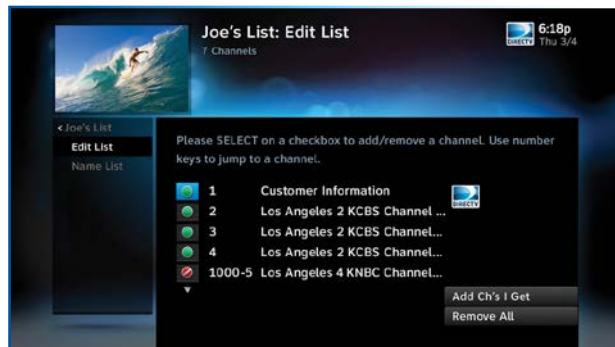 Joe's List: Edit List
7 Channels
DIRECTV
6:18p
Thu 3/4
<Joe's List
Edit List
Name List
Please SELECT on a checkbox to add/remove a channel. Use number
keys to jump to a channel.
1 Customer Information DIRECTV
2 Los Angeles 2 KCBS Channel ...
3 Los Angeles 2 KCBS Channel...
4 Los Angeles 2 KCBS Channel...
1000-5 Los Angeles 4 KNBC Channel...
Add Ch's I Get
Remove All